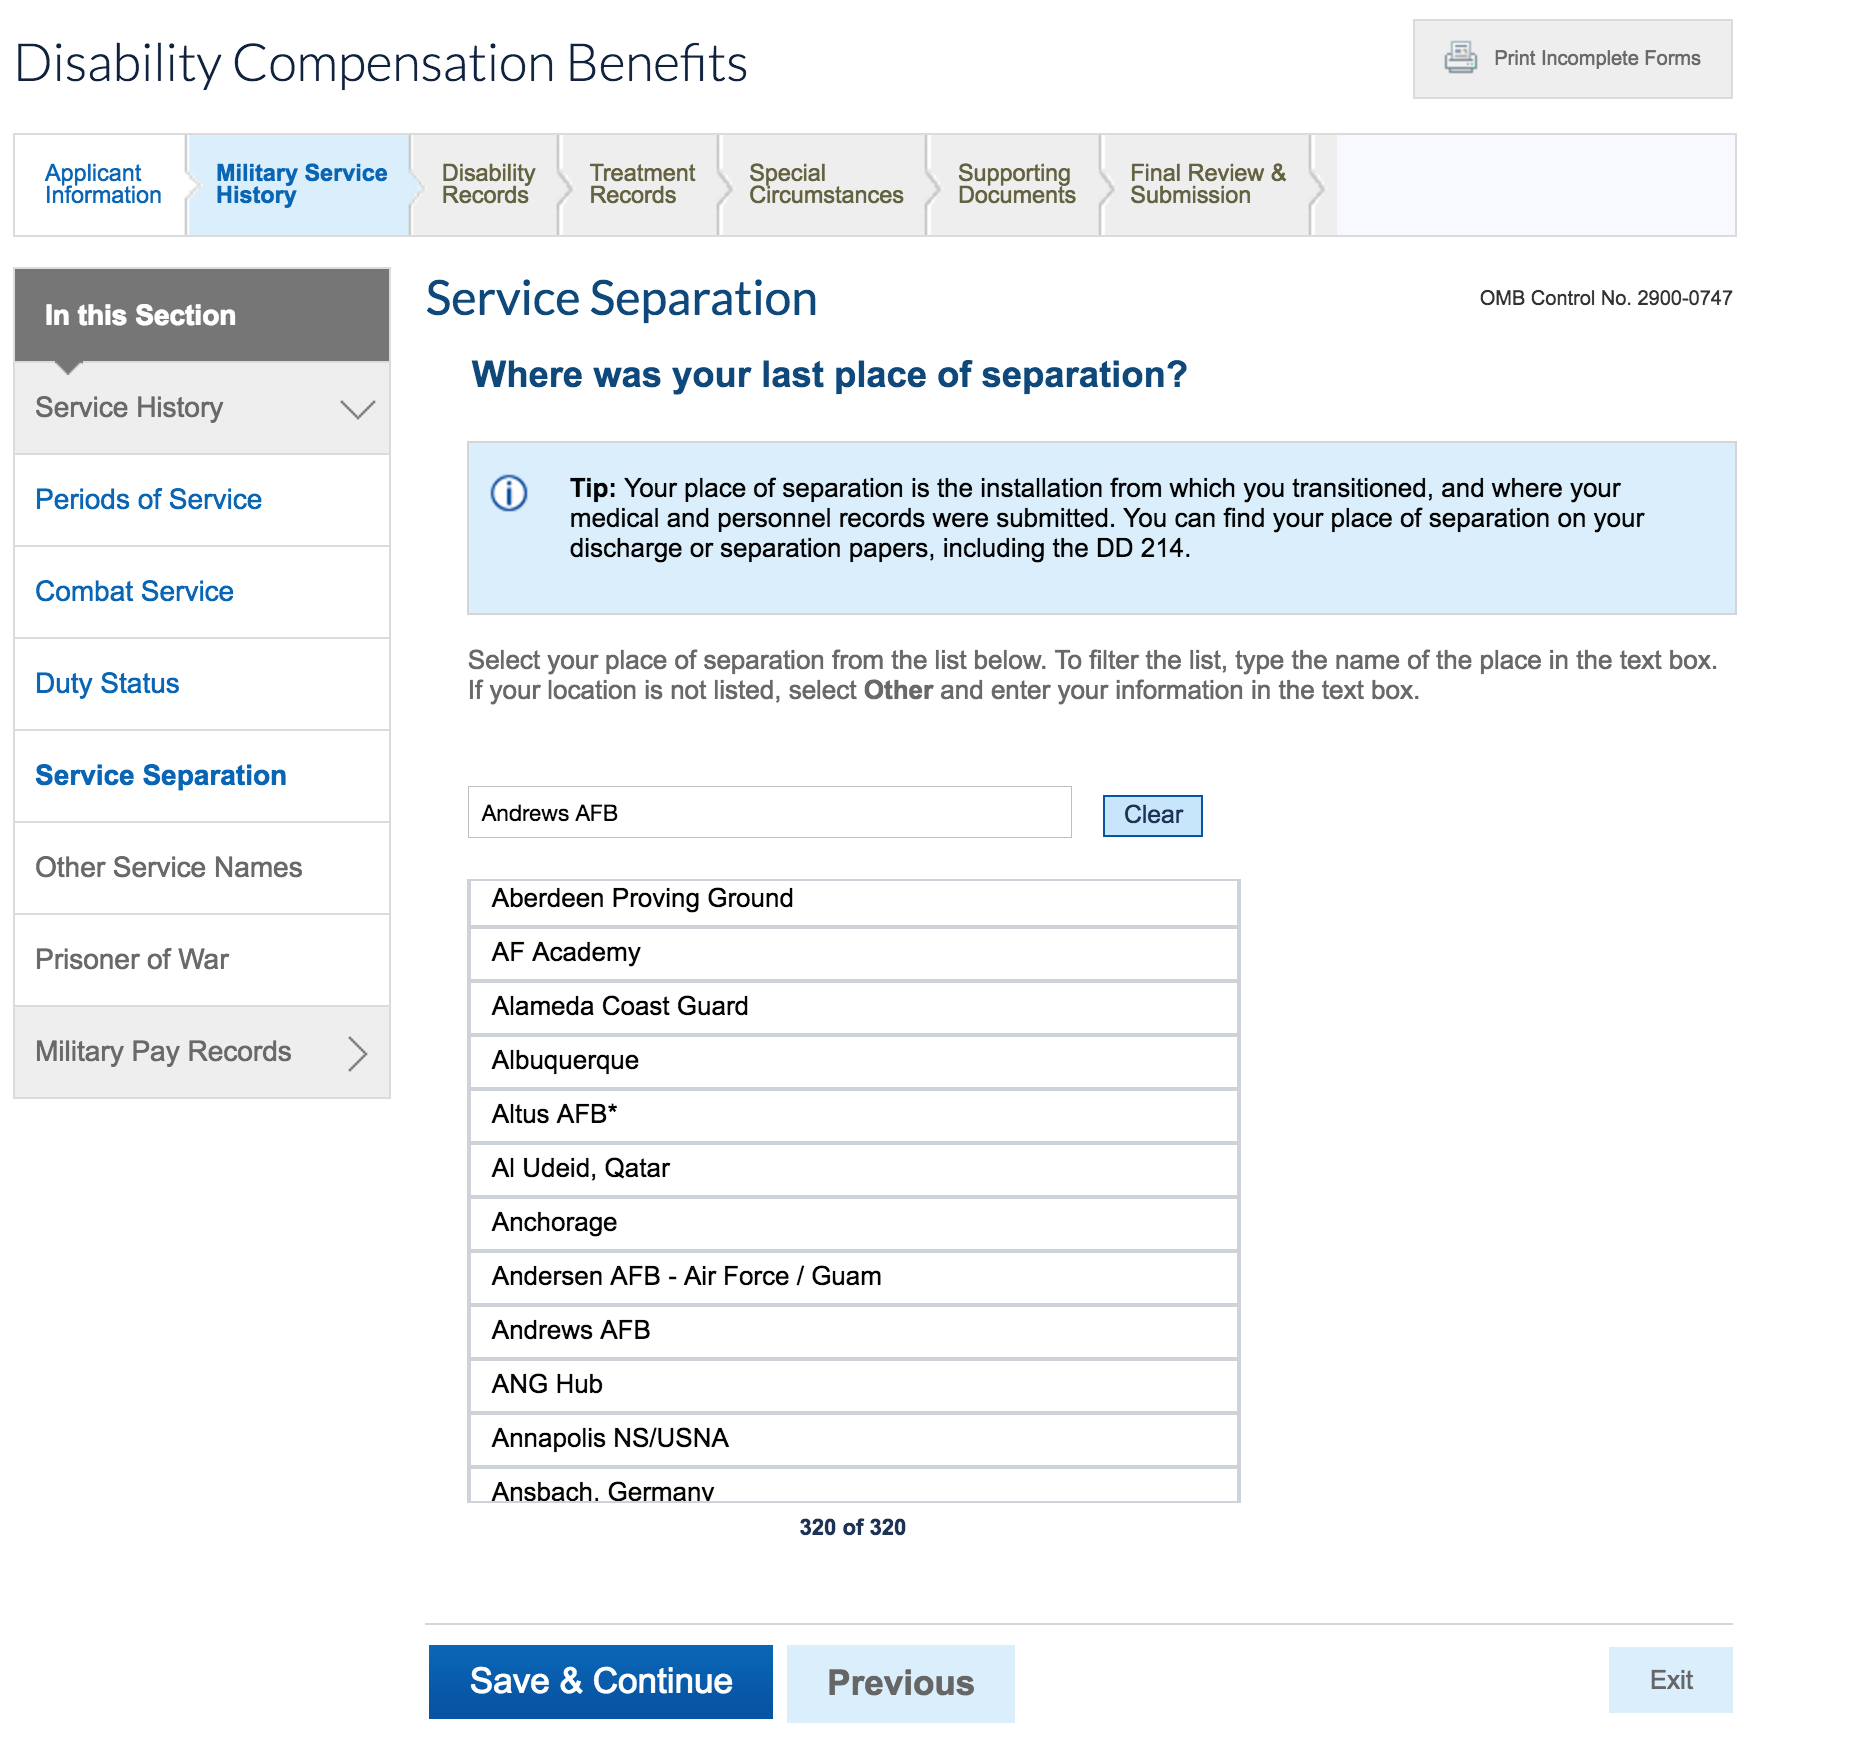 Disability Compensation Benefits
Print Incomplete Forms
Applicant
Information
Military Service
History
Disability
Records
Treatment
Records
Special
Circumstances
Supporting
Documents
Final Review &
Submission
In this Section
Service History
Periods of Service
Combat Service
Duty Status
Service Separation
Other Service Names
Prisoner of War
Military Pay Records
Service Separation
OMB Control No. 2900-0747
Where was your last place of separation?
Tip: Your place of separation is the installation from which you transitioned, and where your
medical and personnel records were submitted. You can find your place of separation on your
discharge or separation papers, including the DD 214.
Select your place of separation from the list below. To filter the list, type the name of the place in the text box.
If your location is not listed, select Other and enter your information in the text box.
Andrews AFB
Clear
Aberdeen Proving Ground
AF Academy
Alameda Coast Guard
Albuquerque
Altus AFB*
Al Udeid, Qatar
Anchorage
Andersen AFB - Air Force / Guam
Andrews AFB
ANG Hub
Annapolis NS/USNA
Ansbach, Germany
320 of 320
Save & Continue
Previous
Exit